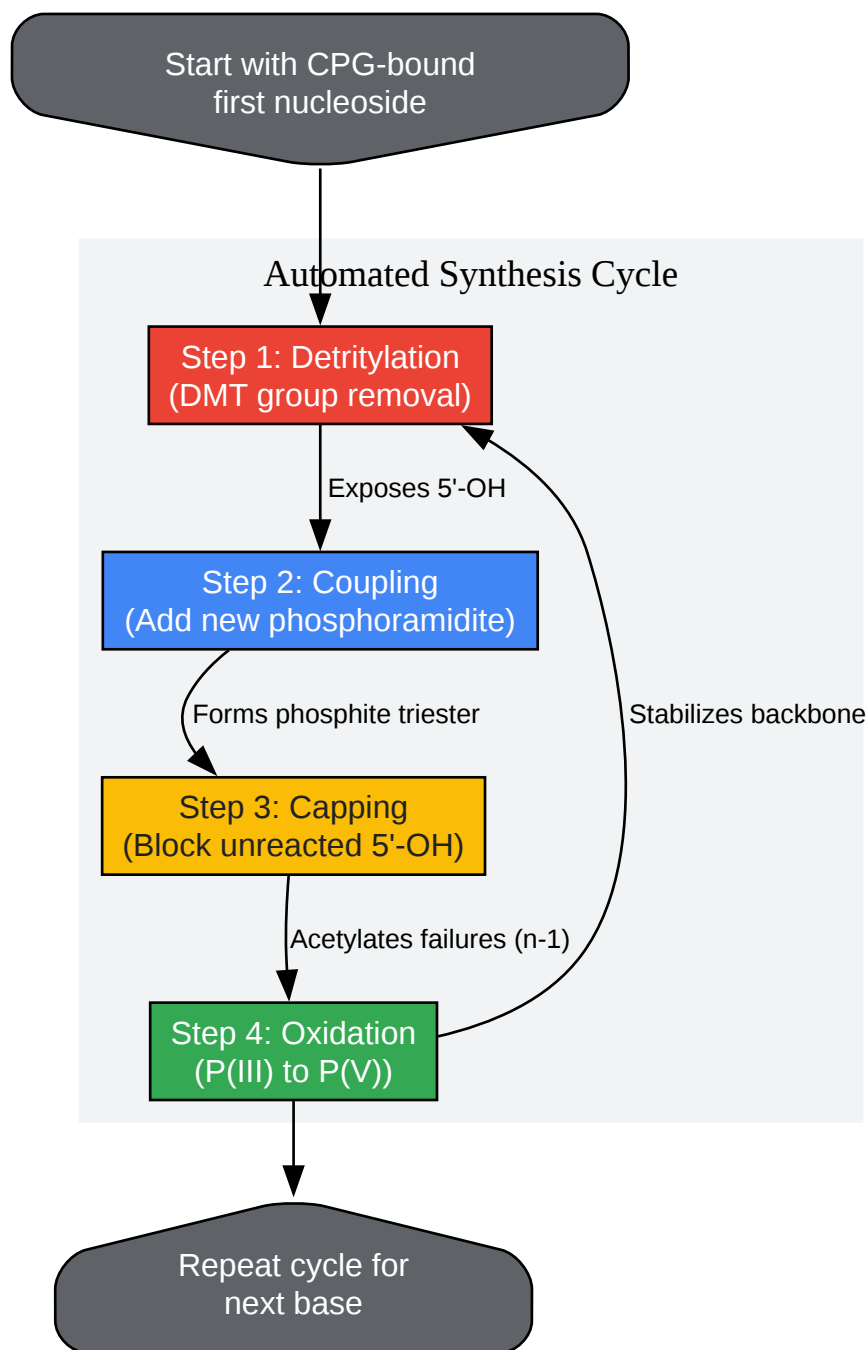 Start with CPG-bound
first nucleoside
Automated Synthesis Cycle
Step 1: Detritylation
(DMT group removal)
Exposes 5'-OH
Step 2: Coupling
(Add new phosphoramidite)
Forms phosphite triester
Stabilizes backbone
Step 3: Capping
(Block unreacted 5'-OH)
Acetylates failures (n-1)
Step 4: Oxidation
(P(III) to P(V))
Repeat cycle for
next base